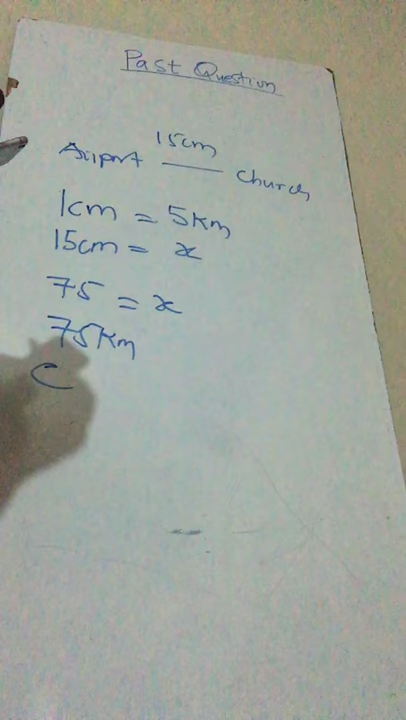 Past Question
Airport 15cm church
1cm = 5km
15cm = x
75 = x
75km
C